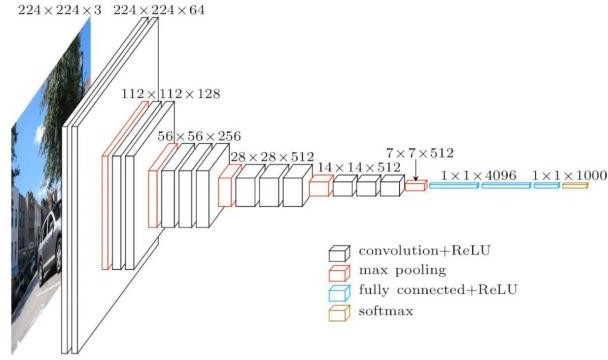 224×224×3
224×224×64
112×112×128
56×56×256
28×28×512
14×14×512
7×7×512
1×1×4096
1×1×1000
convolution+ReLU
max pooling
fully connected+ReLU
softmax